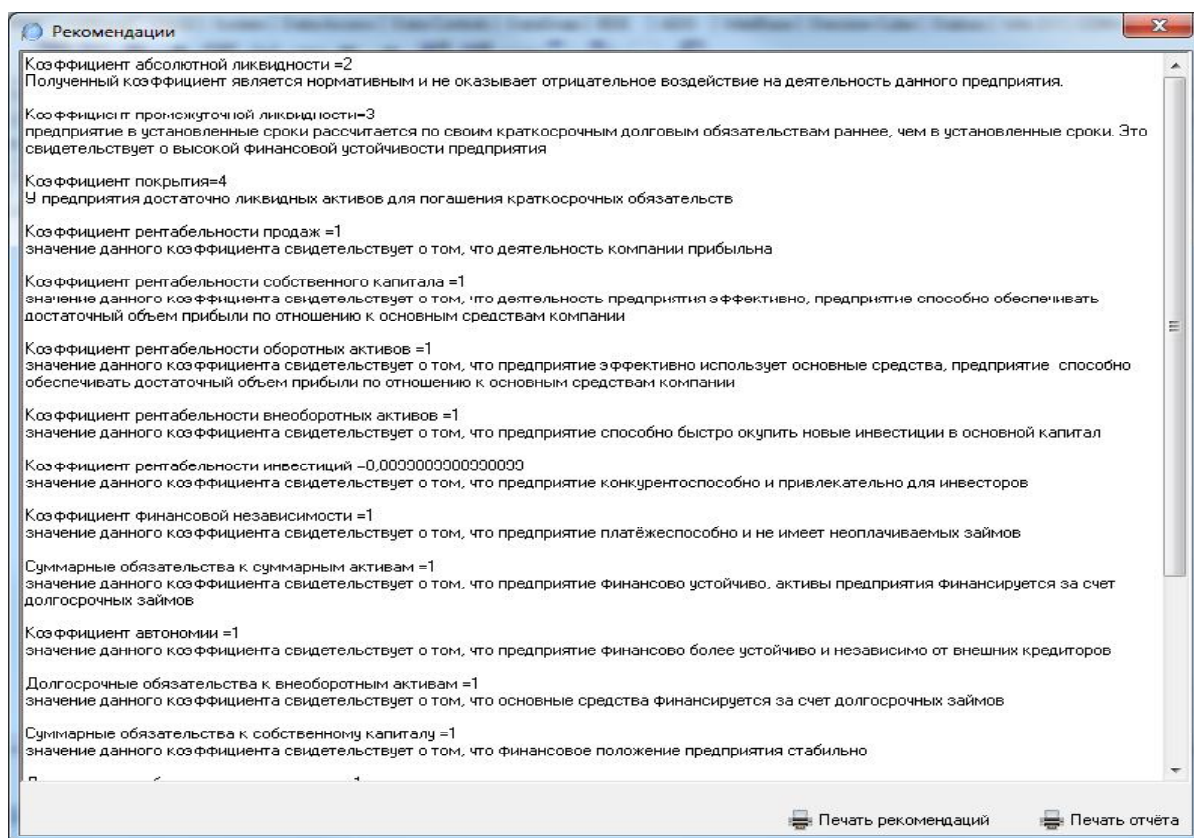 Рекомендации
Коэффициент абсолютной ликвидности =2
Полученный коэффициент является нормативным и не оказывает отрицательное воздействие на деятельность данного предприятия.
Коэффициент промежуточной ликвидности=3
предприятие в установленные сроки рассчитается по своим краткосрочным долговым обязательствам раннее, чем в установленные сроки. Это
свидетельствует о высокой финансовой устойчивости предприятия
Коэффициент покрытия=4
У предприятия достаточно ликвидных активов для погашения краткосрочных обязательств
Коэффициент рентабельности продаж =1
значение данного коэффициента свидетельствует о том, что деятельность компании прибыльна
Коэффициент рентабельности собственного капитала =1
значение данного коэффициента свидетельствует о том, что деятельность предприятия эффективно, предприятие способно обеспечивать
достаточный объем прибыли по отношению к основным средствам компании
Коэффициент рентабельности оборотных активов =1
значение данного коэффициента свидетельствует о том, что предприятие эффективно использует основные средства, предприятие способно
обеспечивать достаточный объем прибыли по отношению к основным средствам компании
Коэффициент рентабельности внеоборотных активов =1
значение данного коэффициента свидетельствует о том, что предприятие способно быстро окупить новые инвестиции в основной капитал
Коэффициент рентабельности инвестиций
значение данного коэффициента свидетельствует о том, что предприятие конкурентоспособно и привлекательно для инвесторов
Коэффициент финансовой независимости =1
значение данного коэффициента свидетельствует о том, что предприятие платёжеспособно и не имеет неоплачиваемых займов
Суммарные обязательства к суммарным активам =1
значение данного коэффициента свидетельствует о том, что предприятие финансово устойчиво, активы предприятия финансируется за счет
долгосрочных займов
Коэффициент автономии =1
значение данного коэффициента свидетельствует о том, что предприятие финансово более устойчиво и независимо от внешних кредиторов
Долгосрочные обязательства к внеоборотным активам =1
значение данного коэффициента свидетельствует о том, что основные средства финансируется за счет долгосрочных займов
Суммарные обязательства к собственному капиталу =1
значение данного коэффициента свидетельствует о том, что финансовое положение предприятия стабильно
Печать рекомендаций
Печать отчёта